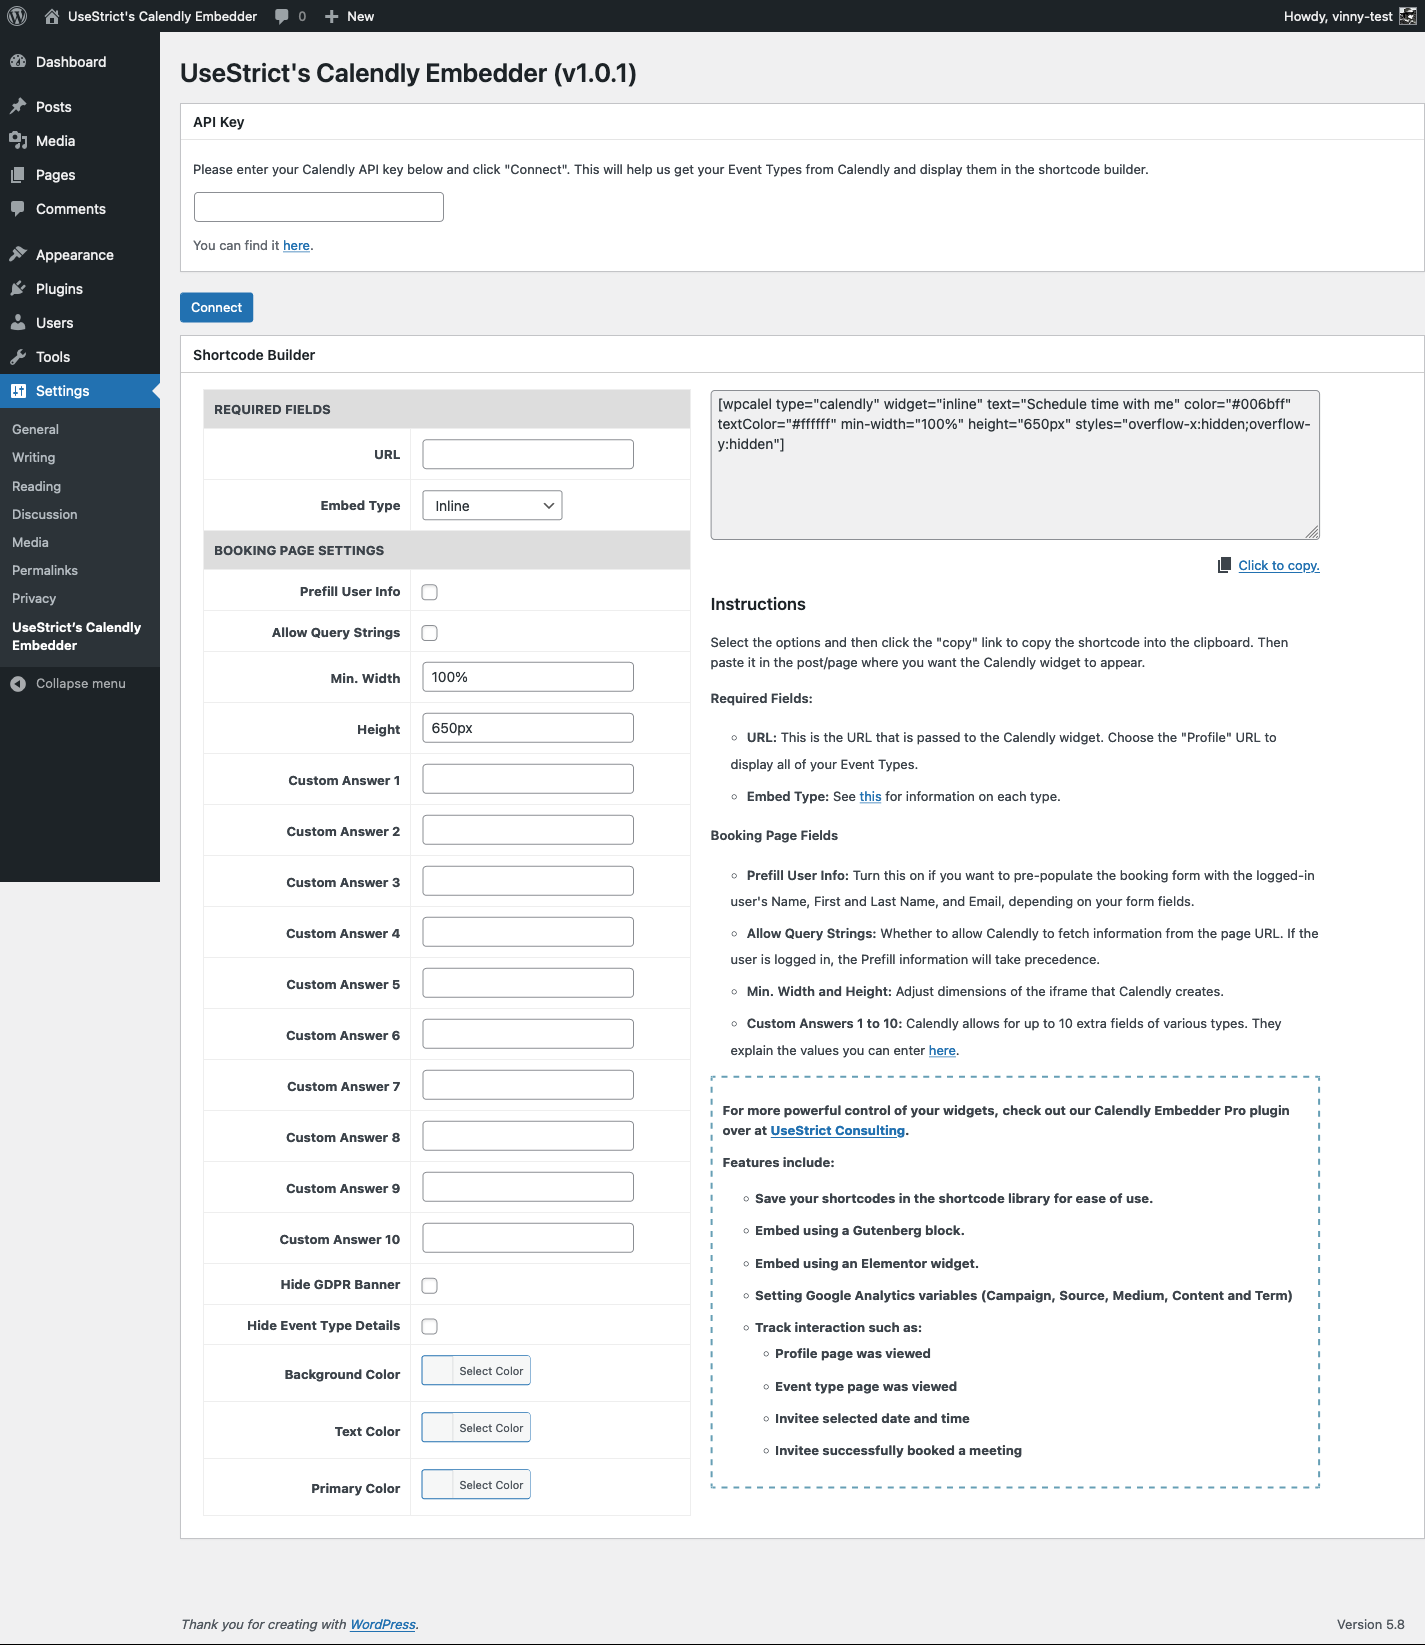 UseStrict's Calendly Embedder
0
New
Howdy, vinny-test
Dashboard
Posts
Media
Pages
Comments
Appearance
Plugins
Users
Tools
Settings
General
Writing
Reading
Discussion
Media
Permalinks
Privacy
UseStrict's Calendly
Embedder
Collapse menu
UseStrict's Calendly Embedder (v1.0.1)
API Key
Please enter your Calendly API key below and click "Connect". This will help us get your Event Types from Calendly and display them in the shortcode builder.
You can find it here.
Connect
Shortcode Builder
REQUIRED FIELDS
URL
Embed Type
Inline
BOOKING PAGE SETTINGS
Prefill User Info
Allow Query Strings
Min. Width
100%
Height
650px
Custom Answer 1
Custom Answer 2
Custom Answer 3
Custom Answer 4
Custom Answer 5
Custom Answer 6
Custom Answer 7
Custom Answer 8
Custom Answer 9
Custom Answer 10
Hide GDPR Banner
Hide Event Type Details
Background Color
Select Color
Text Color
Select Color
Primary Color
Select Color
[wpcalel type="calendly" widget="inline" text="Schedule time with me" color="#006bff"
textColor="#ffffff" min-width="100%" height="650px" styles="overflow-x:hidden;overflow-
y:hidden"]
Click to copy.
Instructions
Select the options and then click the "copy" link to copy the shortcode into the clipboard. Then
paste it in the post/page where you want the Calendly widget to appear.
Required Fields:
URL: This is the URL that is passed to the Calendly widget. Choose the "Profile" URL to
display all of your Event Types.
Embed Type: See this for information on each type.
Booking Page Fields
Prefill User Info: Turn this on if you want to pre-populate the booking form with the logged-in
user's Name, First and Last Name, and Email, depending on your form fields.
Allow Query Strings: Whether to allow Calendly to fetch information from the page URL. If the
user is logged in, the Prefill information will take precedence.
Min. Width and Height: Adjust dimensions of the iframe that Calendly creates.
Custom Answers 1 to 10: Calendly allows for up to 10 extra fields of various types. They
explain the values you can enter here.
For more powerful control of your widgets, check out our Calendly Embedder Pro plugin
over at UseStrict Consulting.
Features include:
Save your shortcodes in the shortcode library for ease of use.
Embed using a Gutenberg block.
Embed using an Elementor widget.
Setting Google Analytics variables (Campaign, Source, Medium, Content and Term)
Track interaction such as:
Profile page was viewed
Event type page was viewed
Invitee selected date and time
Invitee successfully booked a meeting
Thank you for creating with WordPress.
Version 5.8